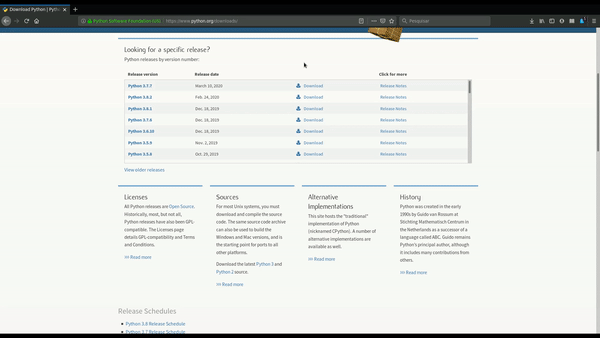 Download Python | Pyth
Python Software Foundation (US)
https://www.python.org/downloads/
Pesquisar
Looking for a specific release?
Python releases by version number:
Release version Release date Click for more
Python 3.7.7 March 10, 2020 Download Release Notes
Python 3.8.2 Feb. 24, 2020 Download Release Notes
Python 3.8.1 Dec. 18, 2019 Download Release Notes
Python 3.7.6 Dec. 18, 2019 Download Release Notes
Python 3.6.10 Dec. 18, 2019 Download Release Notes
Python 3.5.9 Nov. 2, 2019 Download Release Notes
Python 3.5.8 Oct. 29, 2019 Download Release Notes
View older releases
Licenses
All Python releases are Open Source.
Historically, most, but not all,
Python releases have also been GPL-
compatible. The Licenses page
details GPL-compatibility and Terms
and Conditions.
>> Read more
Sources
For most Unix systems, you must
download and compile the source
code. The same source code archive
can also be used to build the
Windows and Mac versions, and is
the starting point for ports to all
other platforms.
Download the latest Python 3 and
Python 2 source.
>> Read more
Alternative
Implementations
This site hosts the "traditional"
implementation of Python
(nicknamed CPython). A number of
alternative implementations are
available as well.
>> Read more
History
Python was created in the early
1990s by Guido van Rossum at
Stichting Mathematisch Centrum in
the Netherlands as a successor of a
language called ABC. Guido remains
Python's principal author, although
it includes many contributions from
others.
>> Read more
Release Schedules
Python 3.8 Release Schedule
Python 3.7 Release Schedule